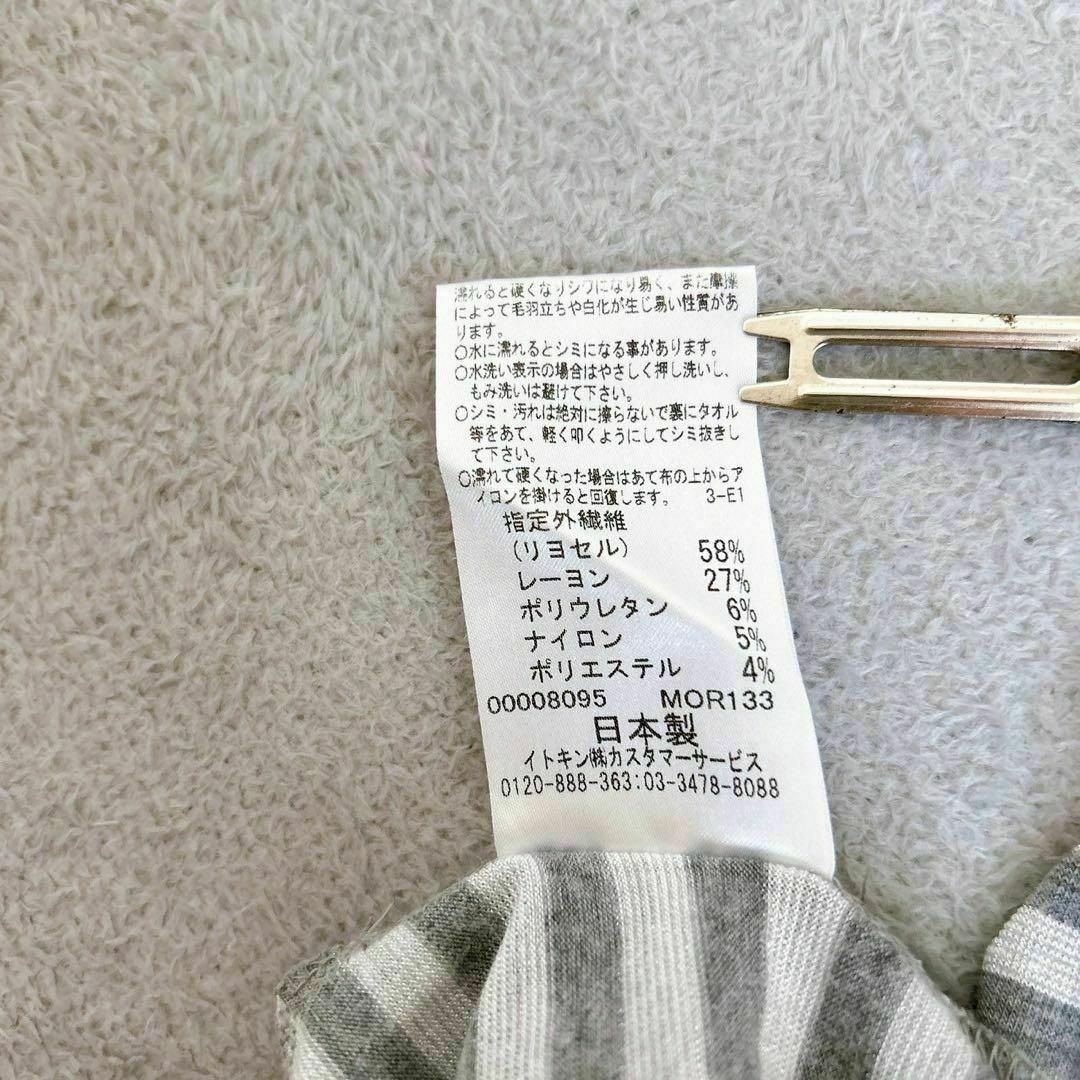 濡れると硬くなりシワになり易く、また摩擦
によって毛羽立ちや白化が生じ易い性質があ
ります。
○水に濡れるとシミになる事があります。
○水洗い表示の場合はやさしく押し洗いし、
もみ洗いは避けて下さい。
○シミ・汚れは絶対に擦らないで裏にタオル
等をあて、軽く叩くようにしてシミ抜きし
て下さい。
○濡れて硬くなった場合はあて布の上からア
イロンを掛けると回復します。 3-E1
指定外繊維
(リヨセル) 58%
レーヨン 27%
ポリウレタン 6%
ナイロン 5%
ポリエステル 4%
00008095 MOR133
日本製
イトキン㈱カスタマーサービス
0120-888-363:03-3478-8088